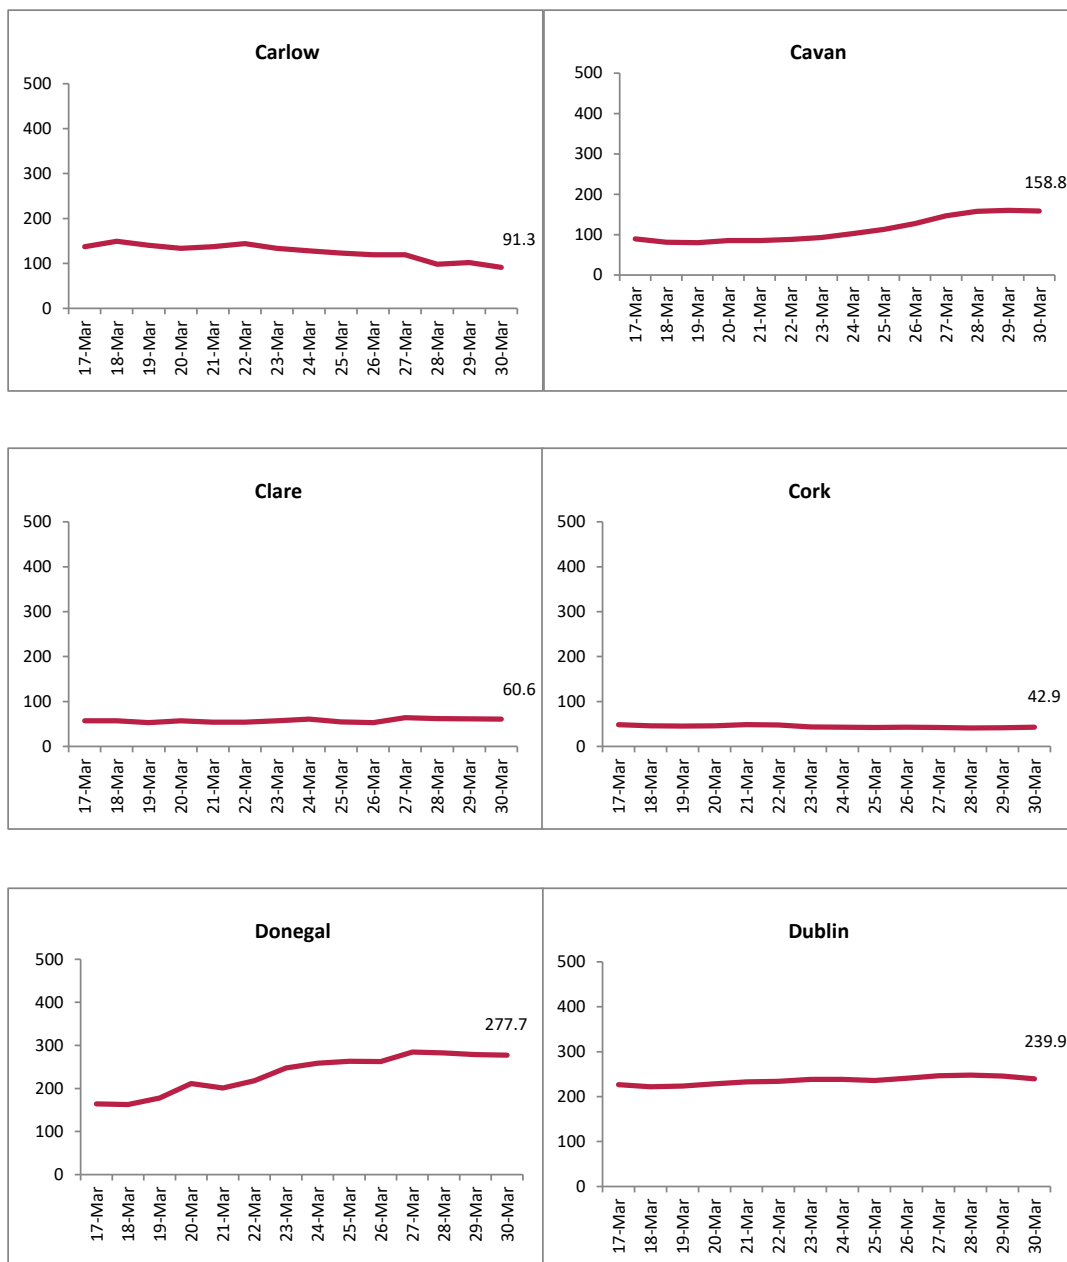 Carlow
500
400
300
200
100
0
91.3
17-Mar
18-Mar
19-Mar
20-Mar
21-Mar
22-Mar
23-Mar
24-Mar
25-Mar
26-Mar
27-Mar
28-Mar
29-Mar
30-Mar
Cavan
500
400
300
200
100
0
158.8
17-Mar
18-Mar
19-Mar
20-Mar
21-Mar
22-Mar
23-Mar
24-Mar
25-Mar
26-Mar
27-Mar
28-Mar
29-Mar
30-Mar
Clare
500
400
300
200
100
0
60.6
17-Mar
18-Mar
19-Mar
20-Mar
21-Mar
22-Mar
23-Mar
24-Mar
25-Mar
26-Mar
27-Mar
28-Mar
29-Mar
30-Mar
Cork
500
400
300
200
100
0
42.9
17-Mar
18-Mar
19-Mar
20-Mar
21-Mar
22-Mar
23-Mar
24-Mar
25-Mar
26-Mar
27-Mar
28-Mar
29-Mar
30-Mar
Donegal
500
400
300
200
100
0
277.7
17-Mar
18-Mar
19-Mar
20-Mar
21-Mar
22-Mar
23-Mar
24-Mar
25-Mar
26-Mar
27-Mar
28-Mar
29-Mar
30-Mar
Dublin
500
400
300
200
100
0
239.9
17-Mar
18-Mar
19-Mar
20-Mar
21-Mar
22-Mar
23-Mar
24-Mar
25-Mar
26-Mar
27-Mar
28-Mar
29-Mar
30-Mar